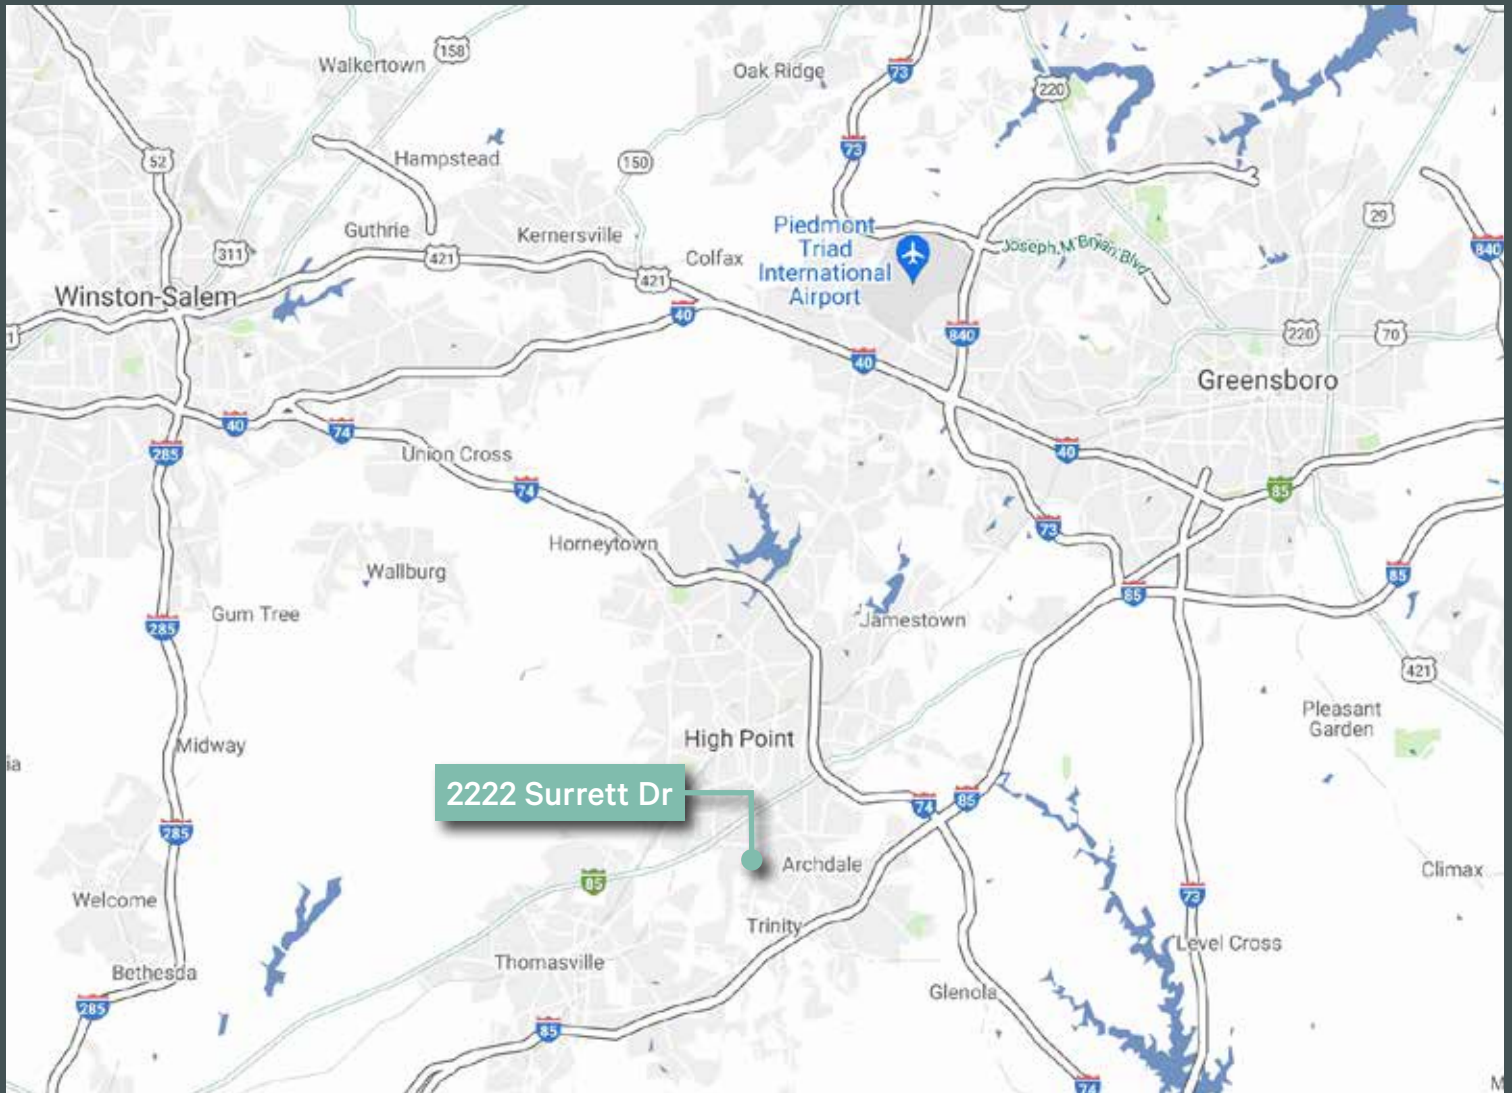 Walkertown
158
Oak Ridge
73
220
52
Hampstead
150
73
311
Guthrie
421
Kernersville
421
Colfax
Piedmont
Triad
International
Airport
Joseph M Bryan Blvd
29
840
Winston-Salem
40
40
840
220
70
1
Greensboro
285
40
74
Union Cross
74
40
85
73
Horneytown
Wallburg
285
Gum Tree
Jamestown
85
85
421
Pleasant
Garden
High Point
Midway
ia
2222 Surrett Dr
74
85
285
85
Archdale
Climax
73
Welcome
Trinity
Level Cross
Thomasville
Bethesda
Glenola
285
85
74
M